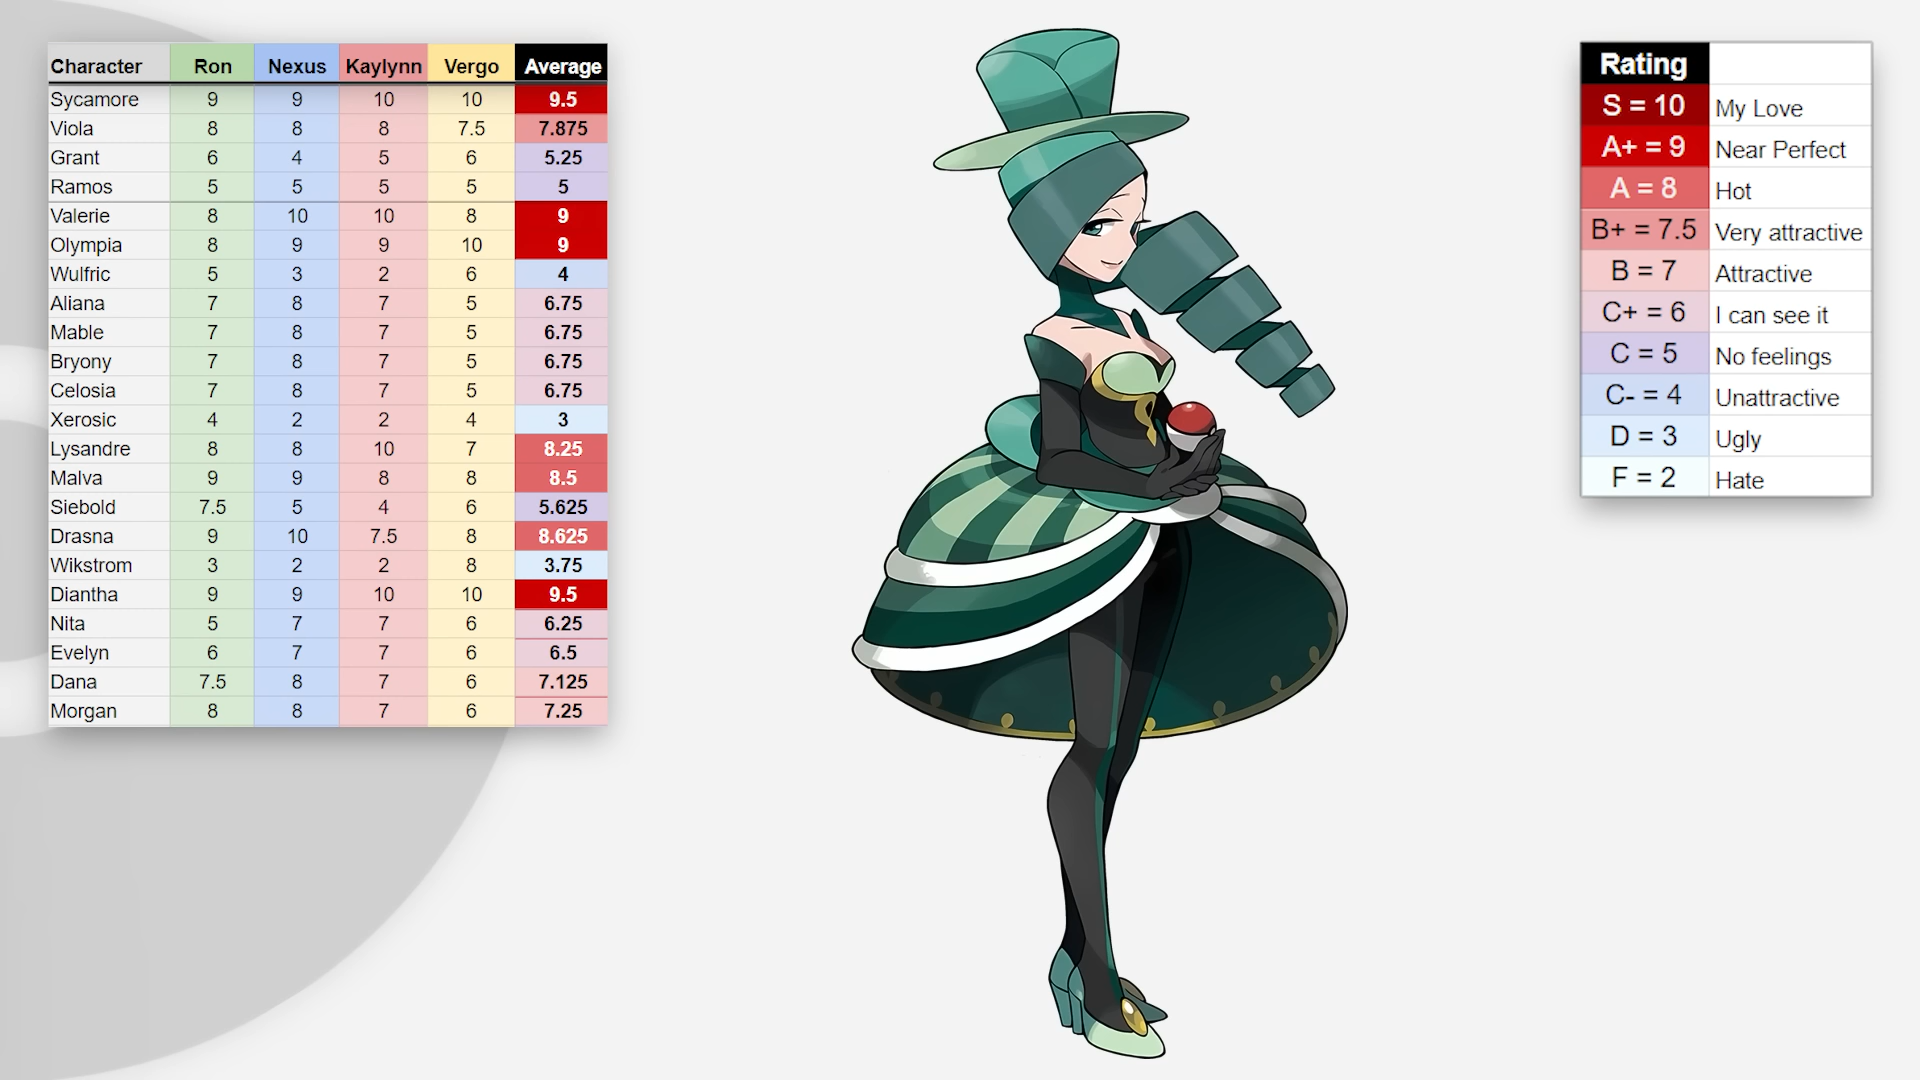 Character Ron Nexus Kaylynn Vergo Average
Sycamore 9 9 10 10 9.5
Viola 8 8 8 7.5 7.875
Grant 6 4 5 6 5.25
Ramos 5 5 5 5 5
Valerie 8 10 10 8 9
Olympia 8 9 9 10 9
Wulfric 5 3 2 6 4
Aliana 7 8 7 5 6.75
Mable 7 8 7 5 6.75
Bryony 7 8 7 5 6.75
Celosia 7 8 7 5 6.75
Xerosic 4 2 2 4 3
Lysandre 8 8 10 7 8.25
Malva 9 9 8 8 8.5
Siebold 7.5 5 4 6 5.625
Drasna 9 10 7.5 8 8.625
Wikstrom 3 2 2 8 3.75
Diantha 9 9 10 10 9.5
Nita 5 7 7 6 6.25
Evelyn 6 7 7 6 6.5
Dana 7.5 8 7 6 7.125
Morgan 8 8 7 6 7.25
Rating
S = 10 My Love
A+ = 9 Near Perfect
A = 8 Hot
B+ = 7.5 Very attractive
B = 7 Attractive
C+ = 6 I can see it
C = 5 No feelings
C- = 4 Unattractive
D = 3 Ugly
F = 2 Hate